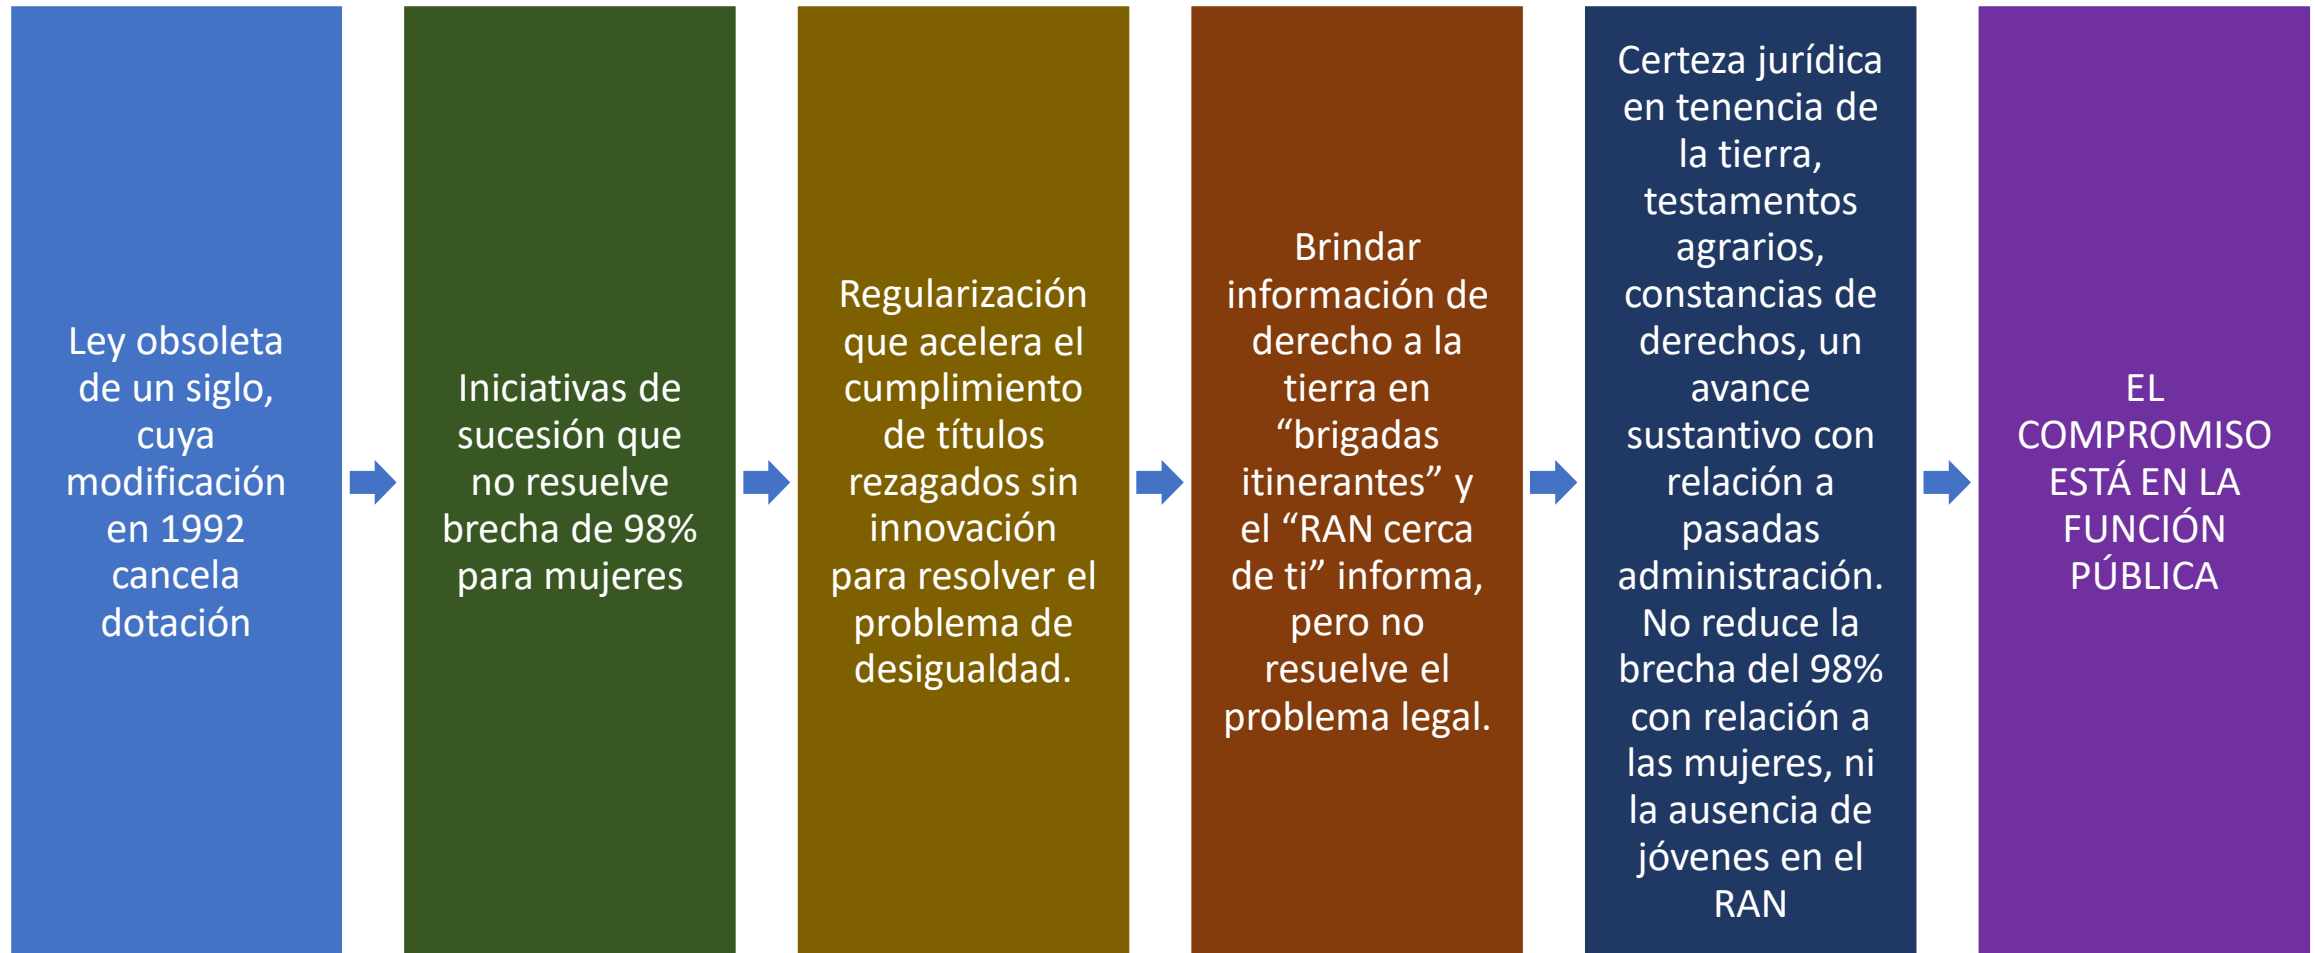 Ley obsoleta
de un siglo,
cuya
modificación
en 1992
cancela
dotación
Iniciativas de
sucesión que
no resuelve
brecha de 98%
para mujeres
Regularización
que acelera el
cumplimiento
de títulos
rezagados sin
innovación
para resolver el
problema de
desigualdad.
Brindar
información de
derecho a la
tierra en
“brigadas
itinerantes” y
el “RAN cerca
de ti” informa,
pero no
resuelve el
problema legal.
Certeza jurídica
en tenencia de
la tierra,
testamentos
agrarios,
constancias de
derechos, un
avance
sustantivo con
relación a
pasadas
administración.
No reduce la
brecha del 98%
con relación a
las mujeres, ni
la ausencia de
jóvenes en el
RAN
EL
COMPROMISO
ESTÁ EN LA
FUNCIÓN
PÚBLICA